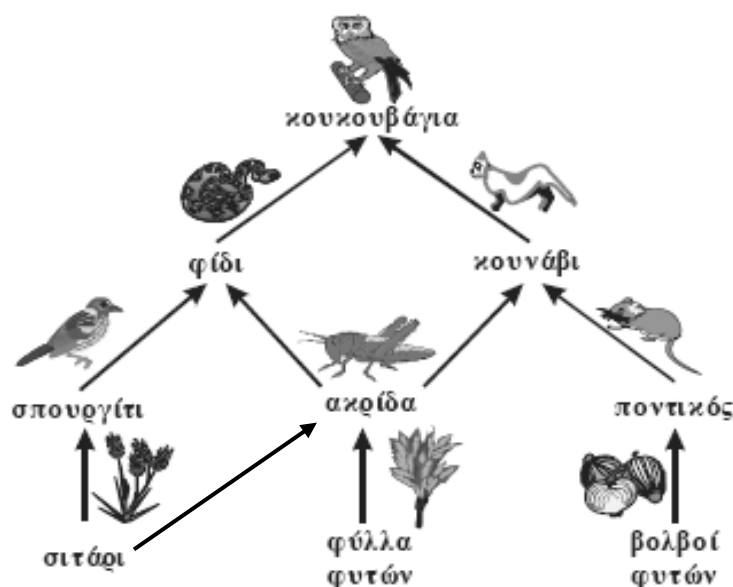 κουκουβάγια
φίδι
κουνάβι
σπουργίτι
ακρίδα
ποντικός
σιτάρι
φύλλα
φυτών
βολβοί
φυτών